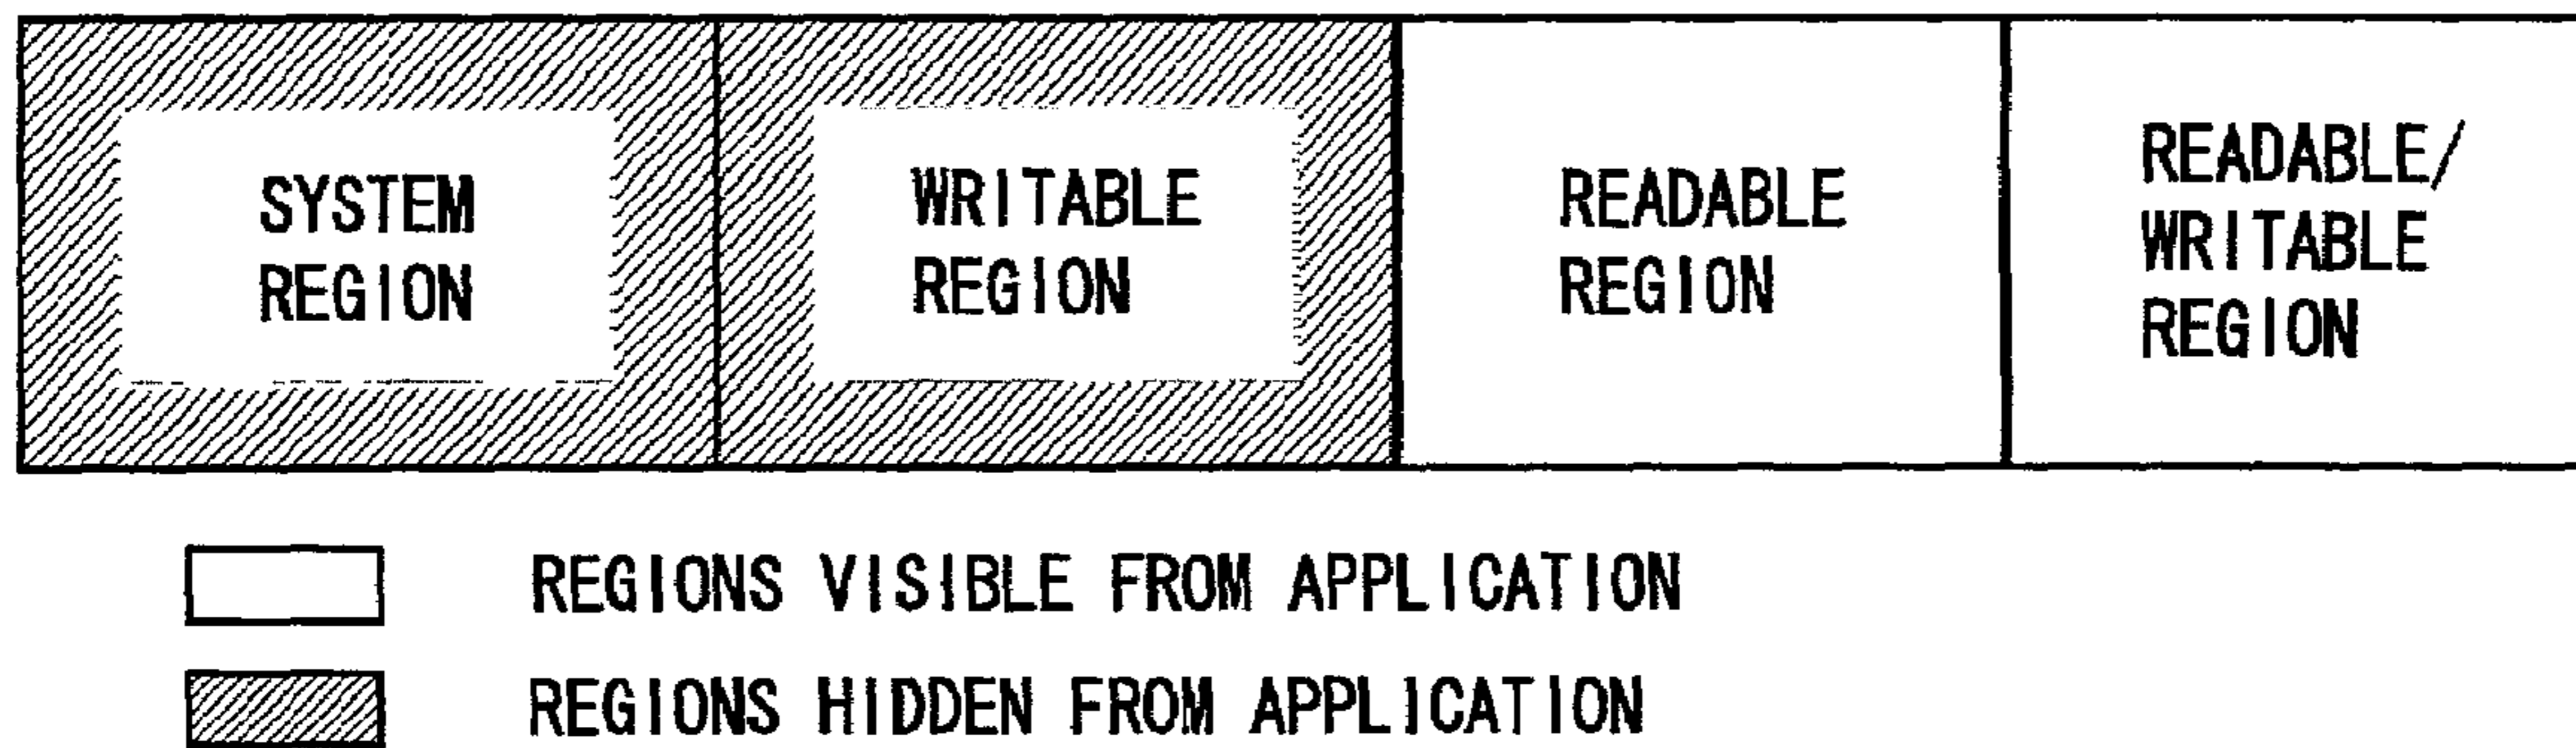 SYSTEM
REGION
WRITABLE
REGION
READABLE
REGION
READABLE/
WRITABLE
REGION
REGIONS VISIBLE FROM APPLICATION
REGIONS HIDDEN FROM APPLICATION